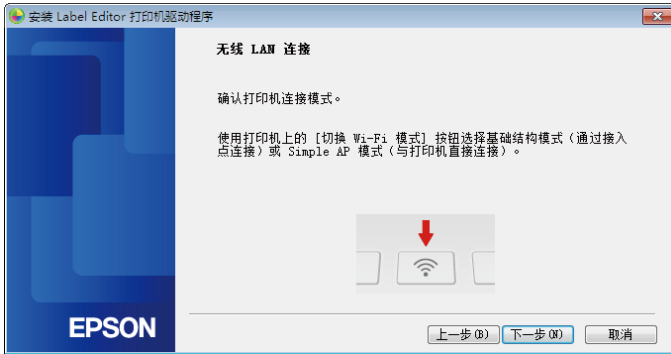 安装 Label Editor 打印机驱动程序
无线 LAN 连接
确认打印机连接模式。
使用打印机上的 [切换 Wi-Fi 模式] 按钮选择基础结构模式（通过接入
点连接）或 Simple AP 模式（与打印机直接连接）。
EPSON
上一步(B) 下一步(N) 取消